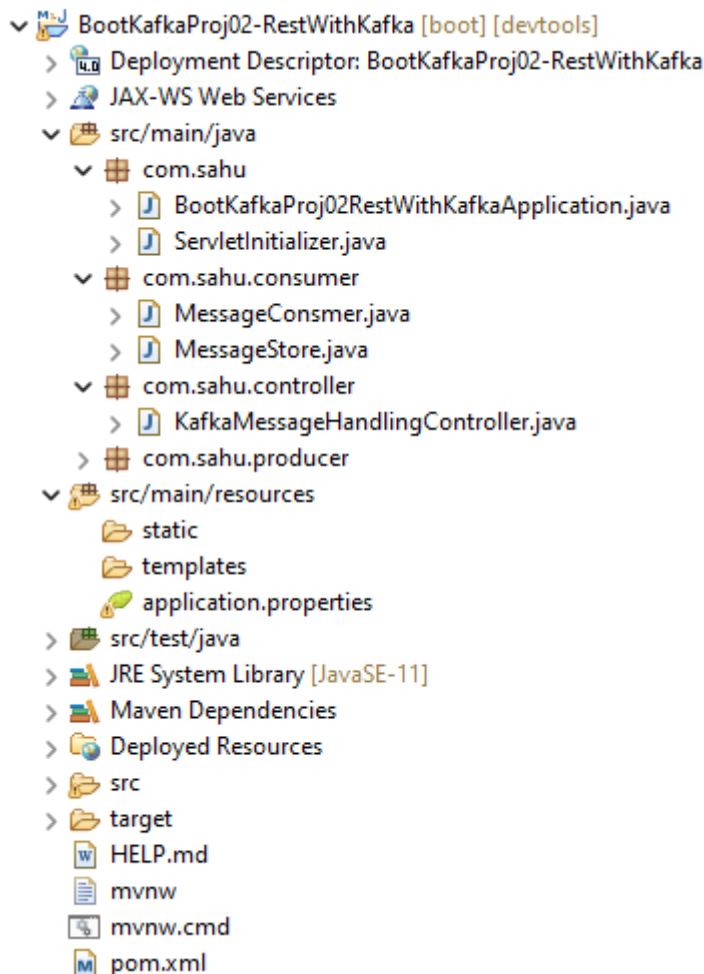 BootKafkaProj02-RestWithKafka [boot] [devtools]
Deployment Descriptor: BootKafkaProj02-RestWithKafka
JAX-WS Web Services
src/main/java
com.sahu
BootKafkaProj02RestWithKafkaApplication.java
ServletInitializer.java
com.sahu.consumer
MessageConsmer.java
MessageStore.java
com.sahu.controller
KafkaMessageHandlingController.java
com.sahu.producer
src/main/resources
static
templates
application.properties
src/test/java
JRE System Library [JavaSE-11]
Maven Dependencies
Deployed Resources
src
target
HELP.md
mvnw
mvnw.cmd
pom.xml